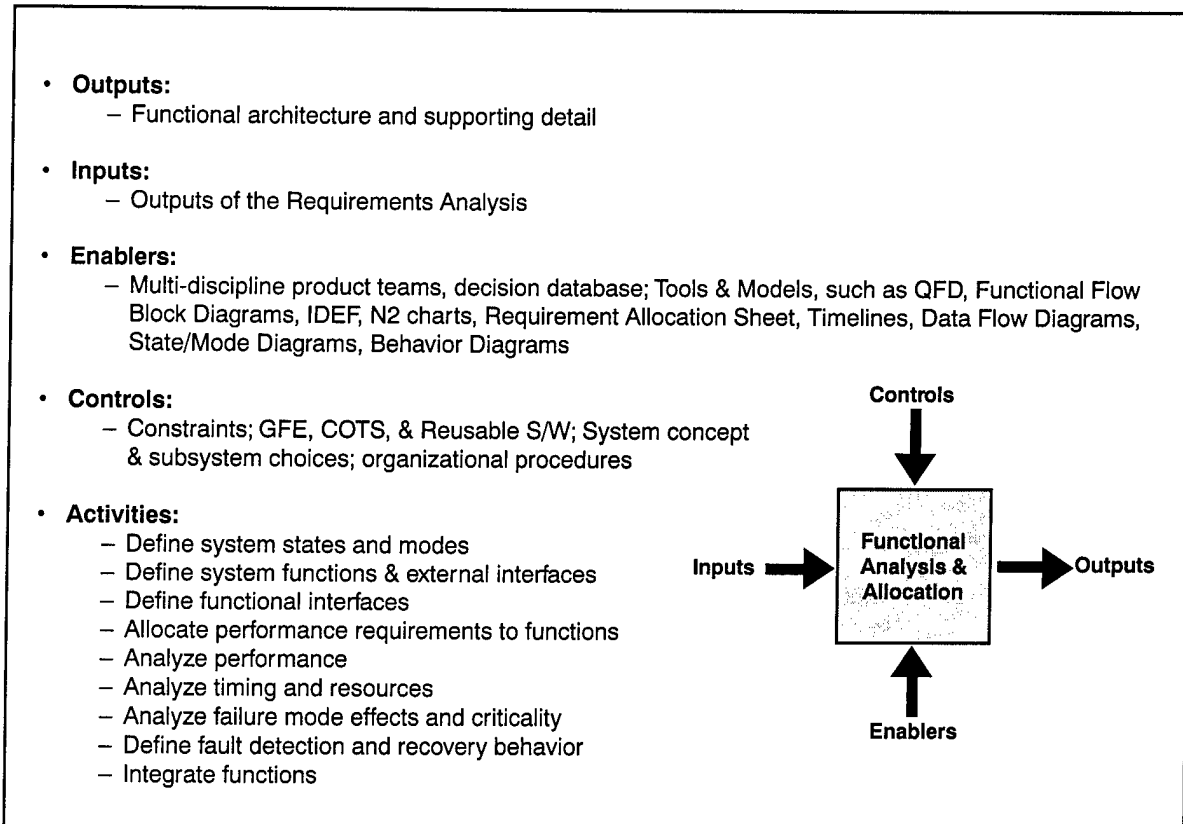 • Outputs:
– Functional architecture and supporting detail
• Inputs:
– Outputs of the Requirements Analysis
• Enablers:
– Multi-discipline product teams, decision database; Tools & Models, such as QFD, Functional Flow
Block Diagrams, IDEF, N2 charts, Requirement Allocation Sheet, Timelines, Data Flow Diagrams,
State/Mode Diagrams, Behavior Diagrams
• Controls:
– Constraints; GFE, COTS, & Reusable S/W; System concept
& subsystem choices; organizational procedures
• Activities:
– Define system states and modes
– Define system functions & external interfaces
– Define functional interfaces
– Allocate performance requirements to functions
– Analyze performance
– Analyze timing and resources
– Analyze failure mode effects and criticality
– Define fault detection and recovery behavior
– Integrate functions
Controls
Inputs
Functional
Analysis &
Allocation
Outputs
Enablers